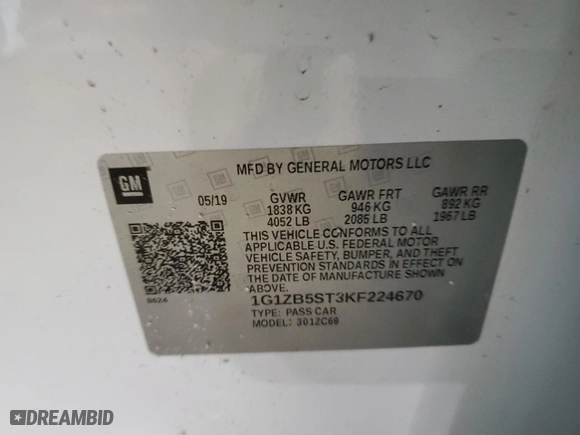 MFD BY GENERAL MOTORS LLC
GM
05/19 GVWR GAWR FRT GAWR RR
1838 KG 946 KG 892 KG
4052 LB 2085 LB 1967 LB
THIS VEHICLE CONFORMS TO ALL
APPLICABLE U.S. FEDERAL MOTOR
VEHICLE SAFETY, BUMPER, AND THEFT
PREVENTION STANDARDS IN EFFECT ON
THE DATE OF MANUFACTURE SHOWN
ABOVE.
8624
1G1ZB5ST3KF224670
TYPE: PASS CAR
MODEL: 301ZC69
DREAMBID